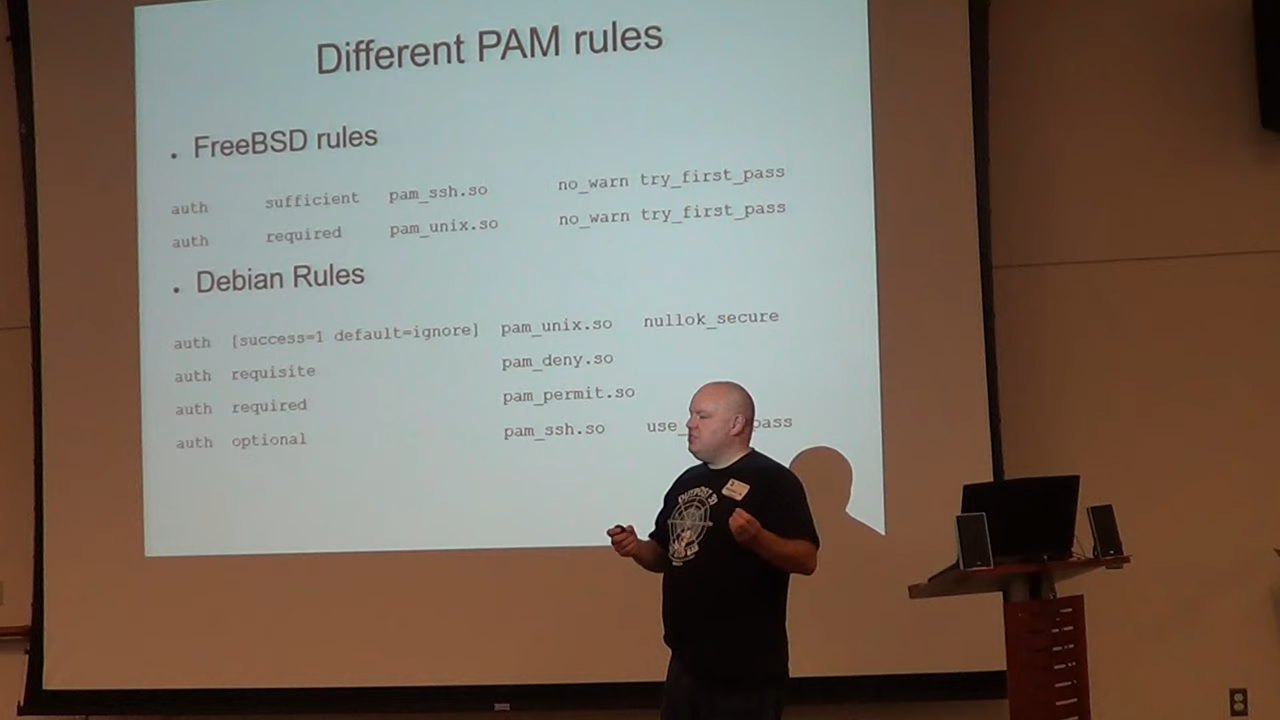 Different PAM rules
. FreeBSD rules
auth sufficient pam_ssh.so no_warn try_first_pass
auth required pam_unix.so no_warn try_first_pass
. Debian Rules
auth [success=1 default=ignore] pam_unix.so nullok_secure
auth requisite pam_deny.so
auth required pam_permit.so
auth optional pam_ssh.so use_ pass